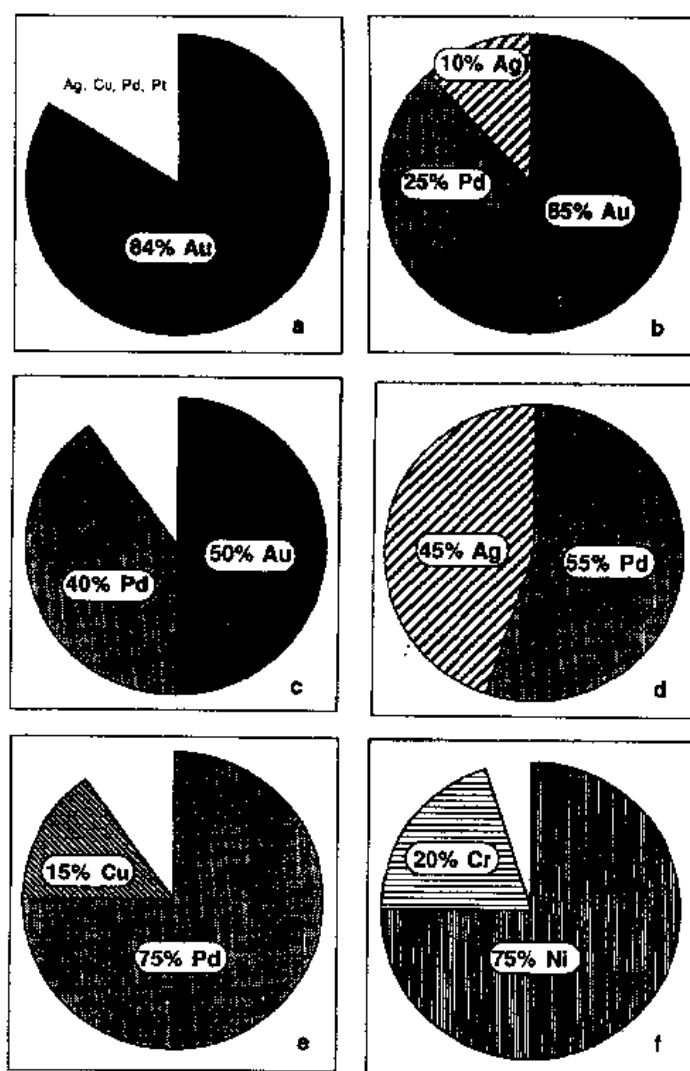 Ag, Cu, Pd, Pt
84% Au
a
10% Ag
25% Pd
65% Au
b
50% Au
40% Pd
c
45% Ag
55% Pd
d
15% Cu
75% Pd
e
20% Cr
75% Ni
f